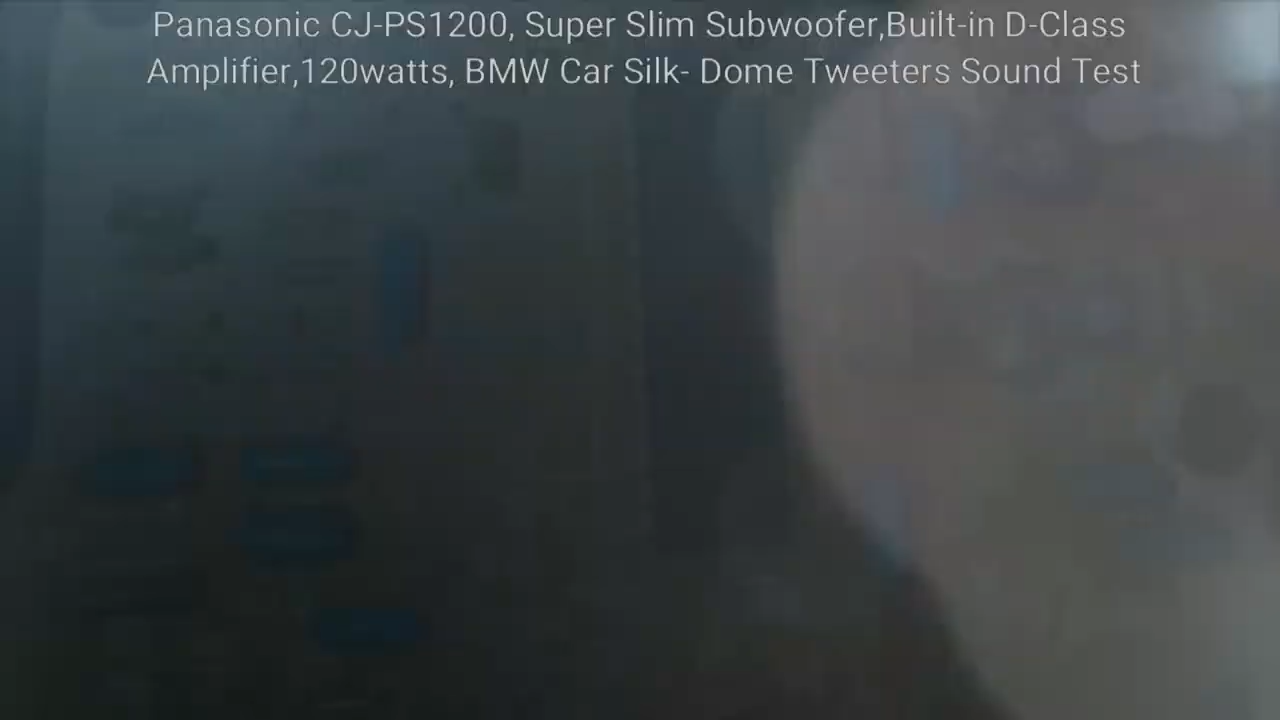 Panasonic CJ-PS1200, Super Slim Subwoofer,Built-in D-Class
Amplifier,120watts, BMW Car Silk- Dome Tweeters Sound Test